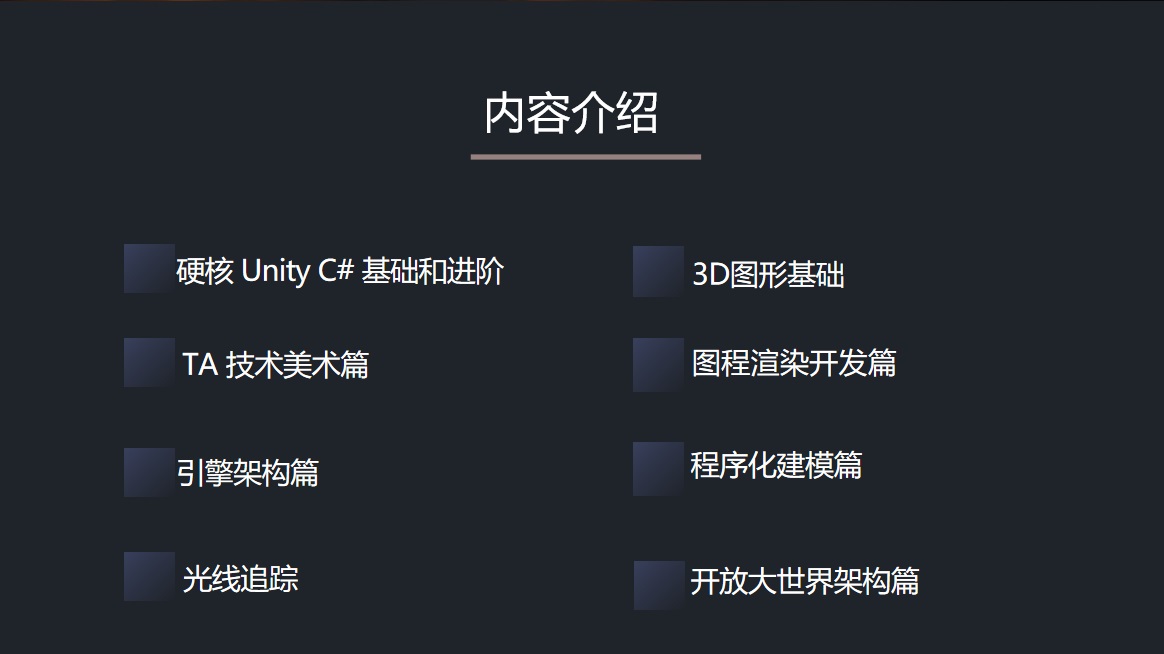 内容介绍
硬核 Unity C# 基础和进阶
3D图形基础
TA 技术美术篇
图程渲染开发篇
引擎架构篇
程序化建模篇
光线追踪
开放大世界架构篇